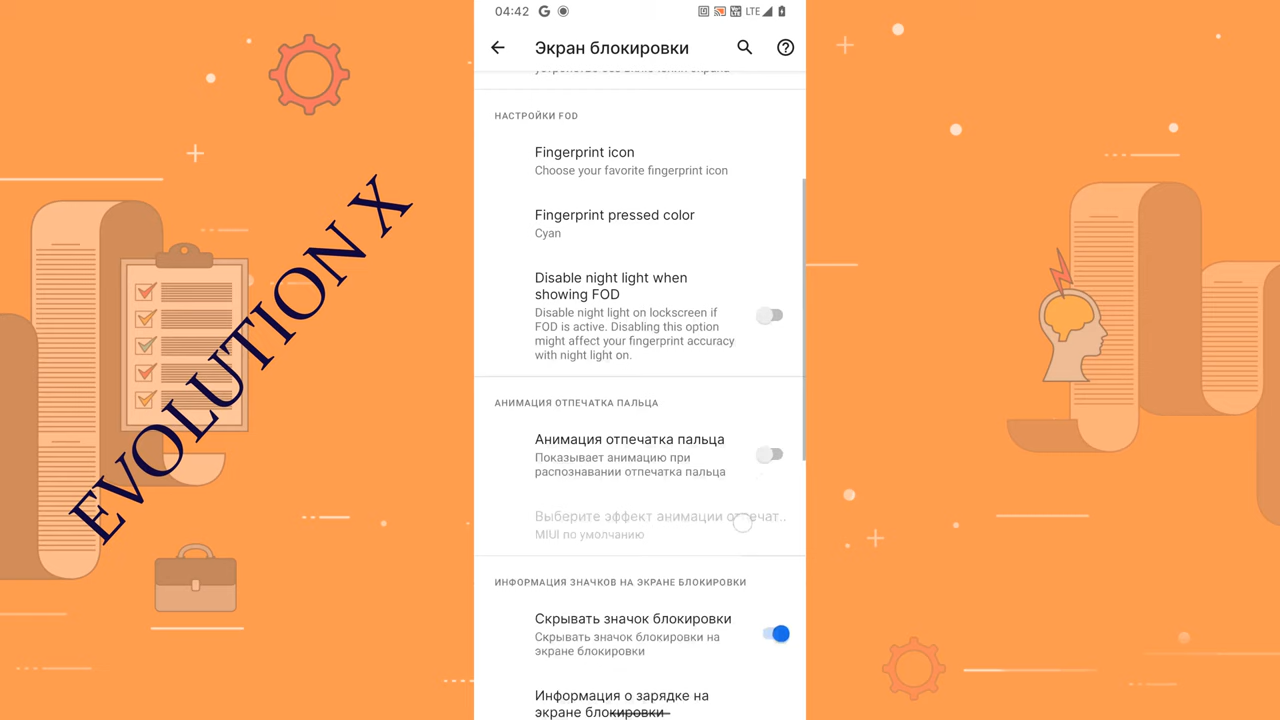 04:42
LTE
Экран блокировки
НАСТРОЙКИ FOD
Fingerprint icon
Choose your favorite fingerprint icon
Fingerprint pressed color
Cyan
Disable night light when
showing FOD
Disable night light on lockscreen if
FOD is active. Disabling this option
might affect your fingerprint accuracy
with night light on.
АНИМАЦИЯ ОТПЕЧАТКА ПАЛЬЦА
Анимация отпечатка пальца
Показывает анимацию при
распознавании отпечатка пальца
Выберите эффект анимации отпечат..
MIUI по умолчанию
ИНФОРМАЦИЯ ЗНАЧКОВ НА ЭКРАНЕ БЛОКИРОВКИ
Скрывать значок блокировки
Скрывать значок блокировки на
экране блокировки
Информация о зарядке на
экране блокировки
EVOLUTION X